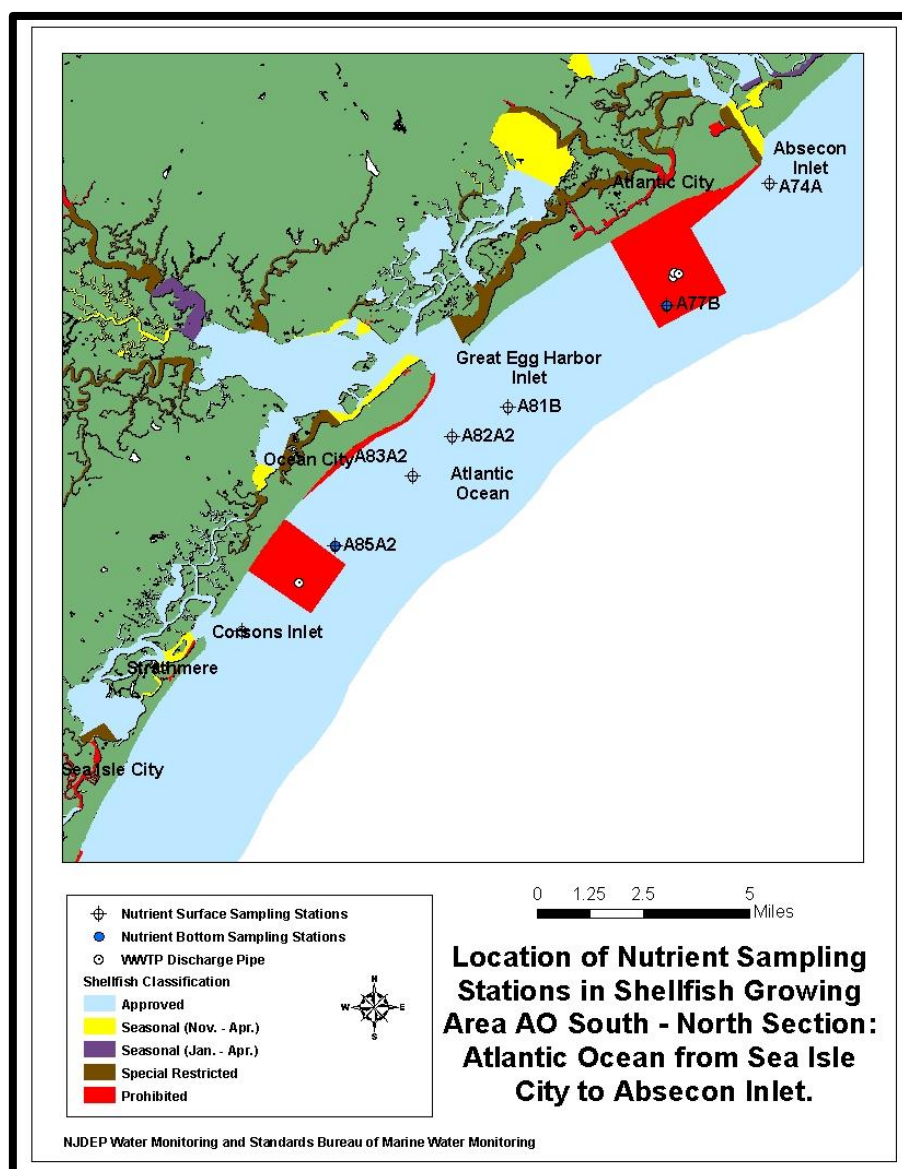 Absecon
Inlet
A74A
Atlantic City
A77B
Great Egg Harbor
Inlet
A81B
A82A2
Ocean City
A83A2
Atlantic
Ocean
A85A2
Corsons Inlet
Strathmere
Sea Isle City
0 1.25 2.5 5
Miles
Nutrient Surface Sampling Stations
Nutrient Bottom Sampling Stations
WWTP Discharge Pipe
Shellfish Classification
Approved
Seasonal (Nov. - Apr.)
Seasonal (Jan. - Apr.)
Special Restricted
Prohibited
N
W E
S
Location of Nutrient Sampling
Stations in Shellfish Growing
Area AO South - North Section:
Atlantic Ocean from Sea Isle
City to Absecon Inlet.
NJDEP Water Monitoring and Standards Bureau of Marine Water Monitoring